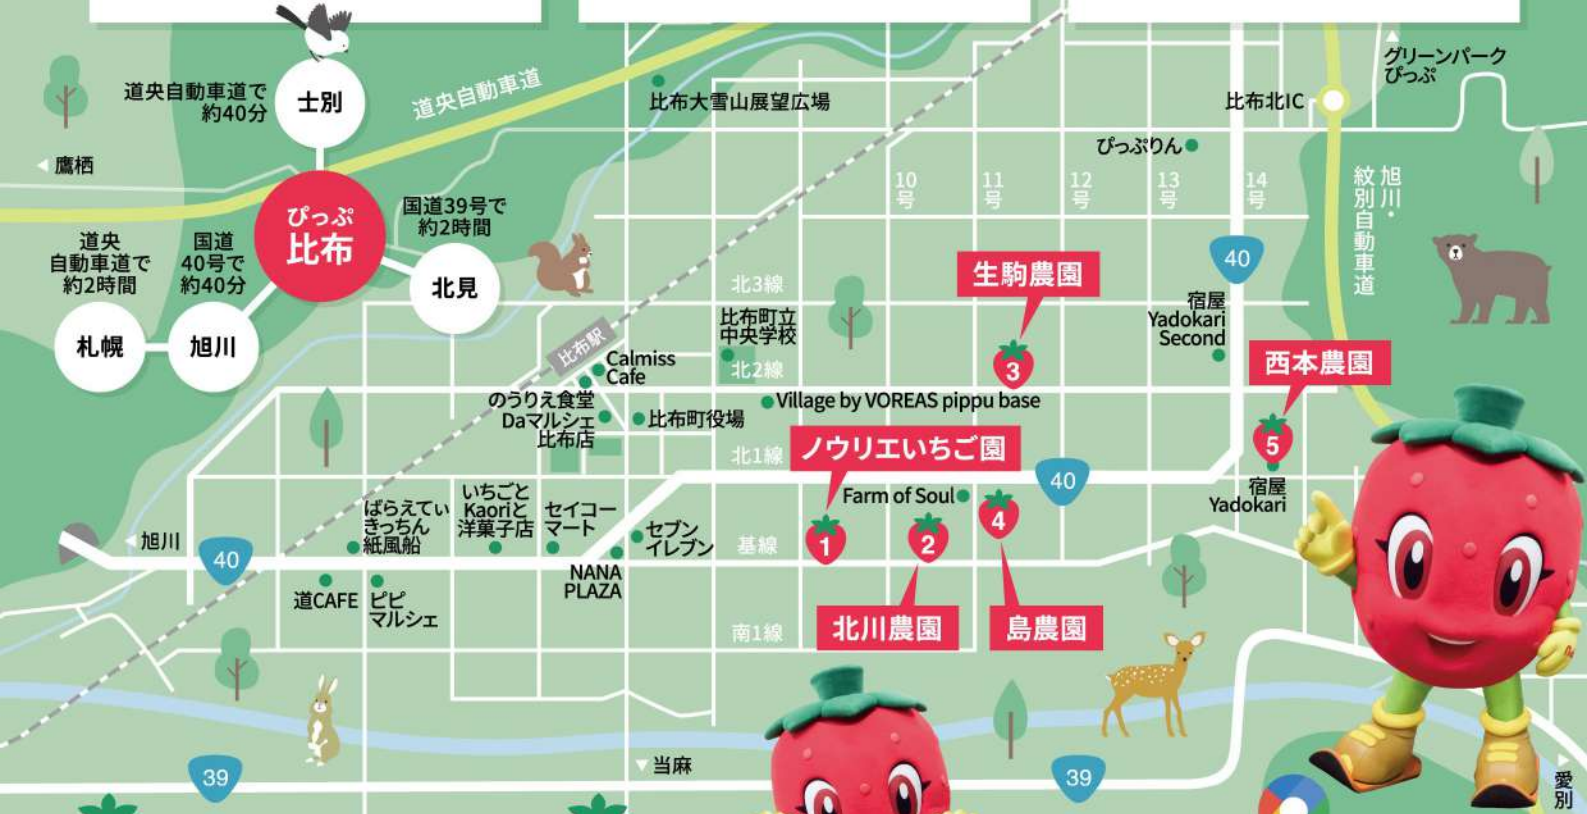 道央自動車道で
約40分
士別
道央自動車道
比布大雪山展望広場
グリーンパーク
ぴっぷ
比布北IC
ぴっぷりん
鷹栖
ぴっぷ
比布
国道39号で
約2時間
北見
道央
自動車道で
約2時間
国道
40号で
約40分
札幌
旭川
10号
11号
12号
13号
14号
旭川・
紋別自動車道
40
北3線
生駒農園
3
宿屋
Yadokari
Second
比布町立
中央学校
北2線
比布駅
Calmiss
Cafe
のうりえ食堂
Daマルシェ
比布店
比布町役場
Village by VOREAS pippu base
西本農園
5
宿屋
Yadokari
北1線
ノウリエいちご園
1
40
Farm of Soul
4
2
いちごと
Kaoriと
洋菓子店
ばらえてぃ
きっちん
紙風船
セイコー
マート
セブン
イレブン
基線
旭川
40
NANA
PLAZA
道CAFE
ピピ
マルシェ
南1線
北川農園
島農園
当麻
39
39
愛別